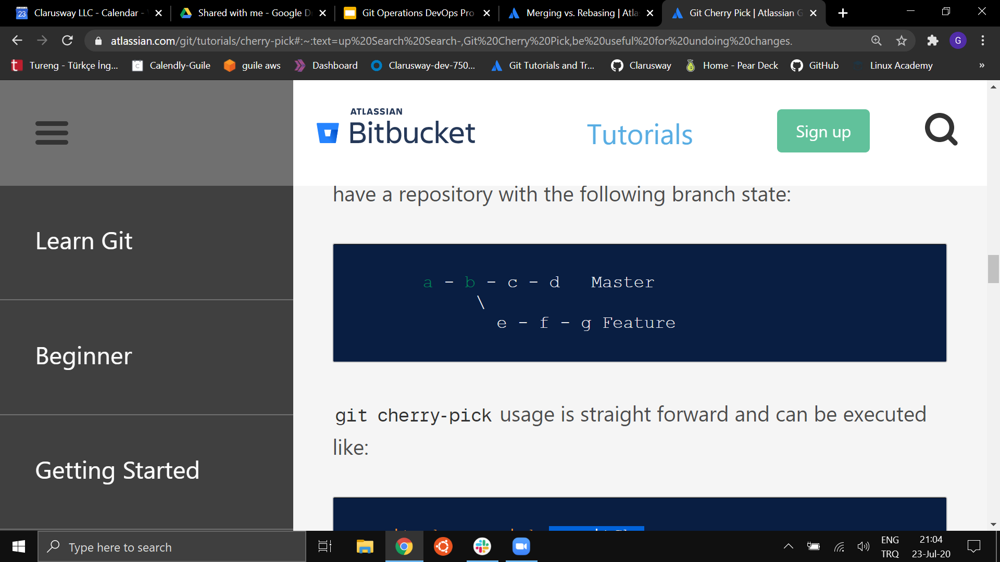 23 Clarusway LLC - Calendar -
Shared with me - Google D
Git Operations DevOps Pro
Merging vs. Rebasing | Atla
Git Cherry Pick | Atlassian G
atlassian.com/git/tutorials/cherry-pick#:~:text=up%20Search%20Search-,Git%20Cherry%20Pick,be%20useful%20for%20undoing%20changes.
G
Tureng - Türkçe İng...
Calendly-Guile
guile aws
Dashboard
Clarusway-dev-750...
Git Tutorials and Tr...
Clarusway
Home - Pear Deck
GitHub
Linux Academy
»
ATLASSIAN
Bitbucket
Tutorials
Sign up
have a repository with the following branch state:
Learn Git
a - b - c - d   Master
\
e - f - g Feature
Beginner
git cherry-pick usage is straight forward and can be executed
like:
Getting Started
Type here to search
ENG
TRQ
21:04
23-Jul-20